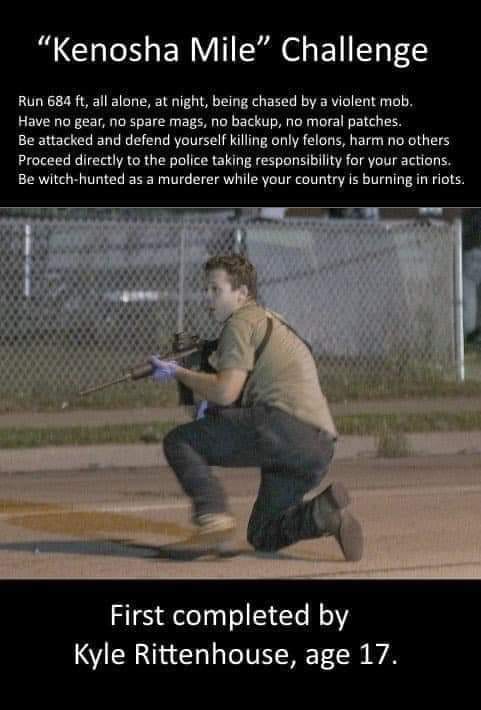 “Kenosha Mile” Challenge
Run 684 ft, all alone, at night, being chased by a violent mob.
Have no gear, no spare mags, no backup, no moral patches.
Be attacked and defend yourself killing only felons, harm no others
Proceed directly to the police taking responsibility for your actions.
Be witch-hunted as a murderer while your country is burning in riots.
First completed by
Kyle Rittenhouse, age 17.